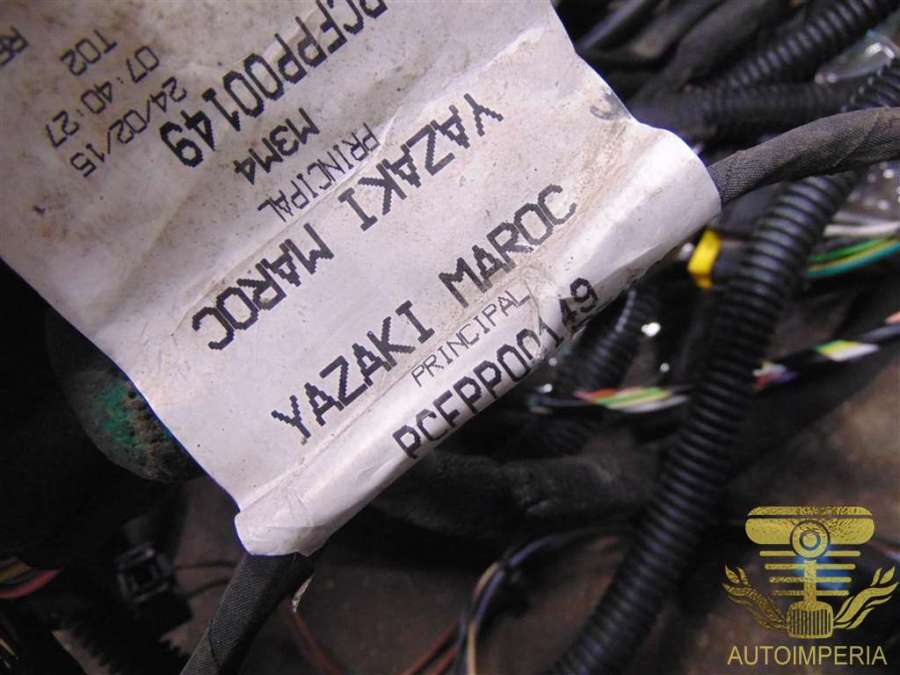 YAZAKI MAROC
PRINCIPAL
PCFPP00149
YAZAKI MAROC
PRINCIPAL
M3M4
PCFPP00149
24/02/15
07:40:27
T02
AUTOIMPERIA